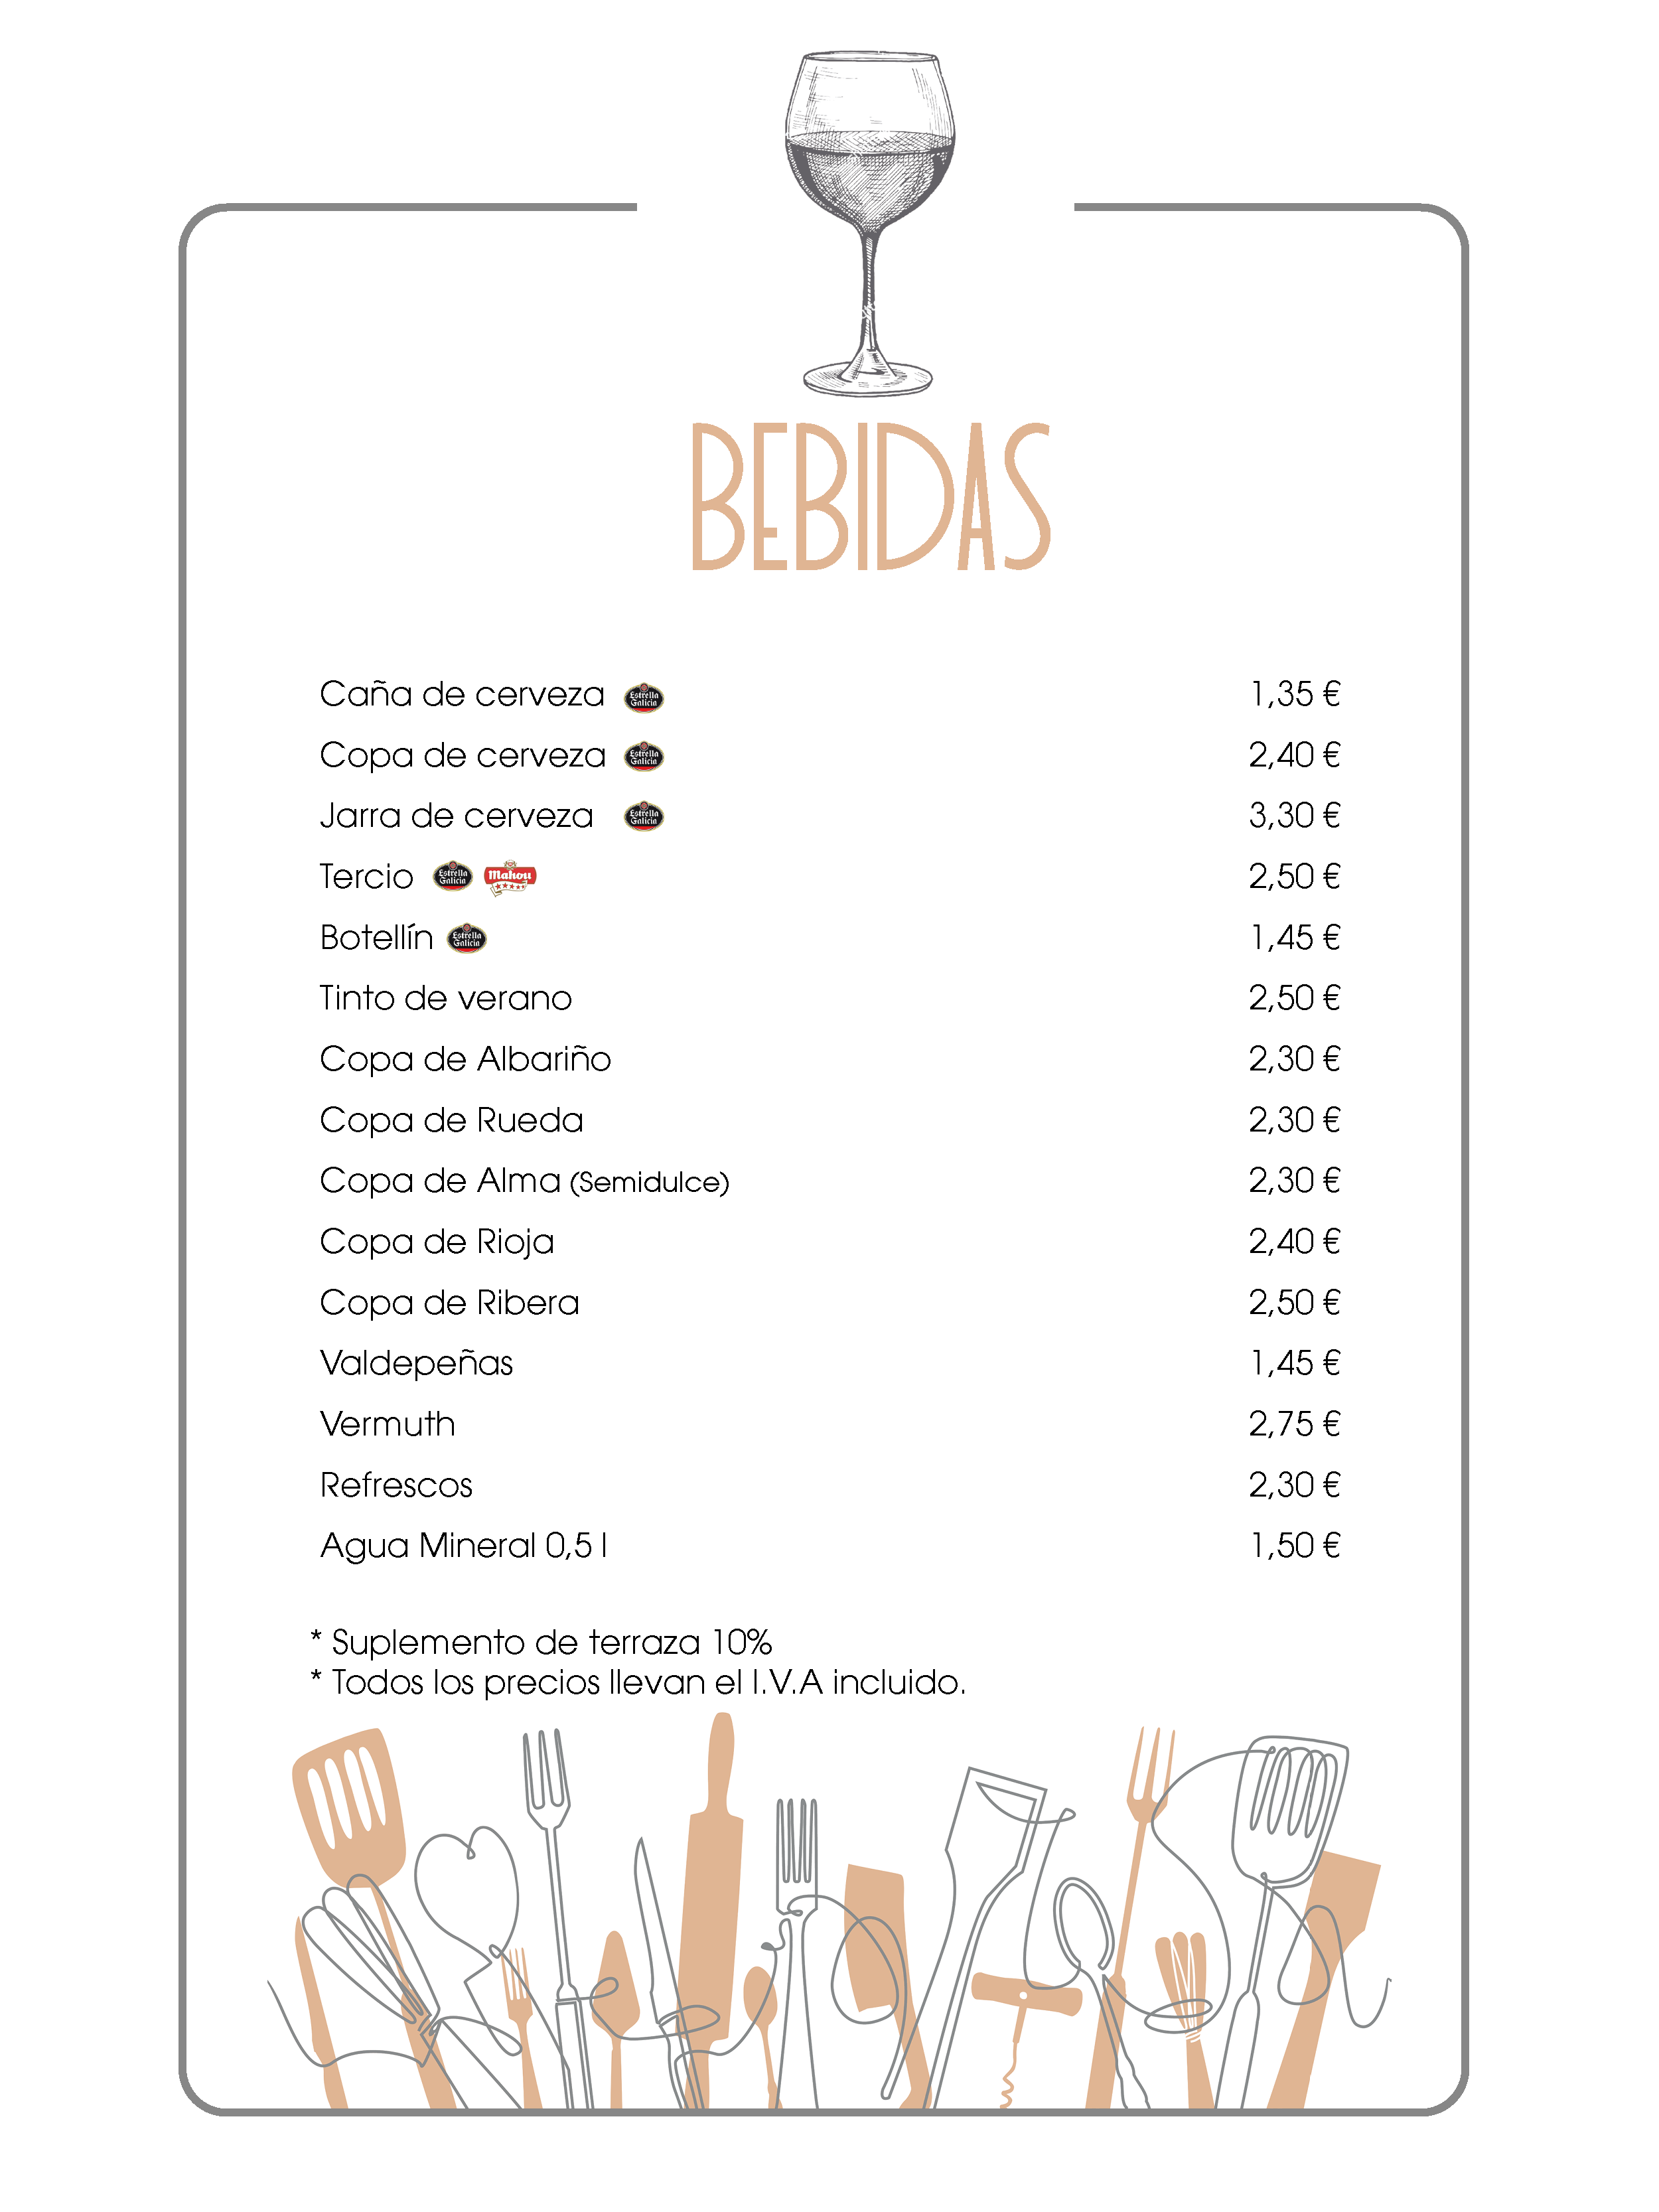 BEBIDAS
Caña de cerveza Estrella Galicia 1,35 €
Copa de cerveza Estrella Galicia 2,40 €
Jarra de cerveza Estrella Galicia 3,30 €
Tercio Estrella Galicia Mahou 2,50 €
Botellín Estrella Galicia 1,45 €
Tinto de verano 2,50 €
Copa de Albariño 2,30 €
Copa de Rueda 2,30 €
Copa de Alma (Semidulce) 2,30 €
Copa de Rioja 2,40 €
Copa de Ribera 2,50 €
Valdepeñas 1,45 €
Vermuth 2,75 €
Refrescos 2,30 €
Agua Mineral 0,5 l 1,50 €
* Suplemento de terraza 10%
* Todos los precios llevan el I.V.A incluido.